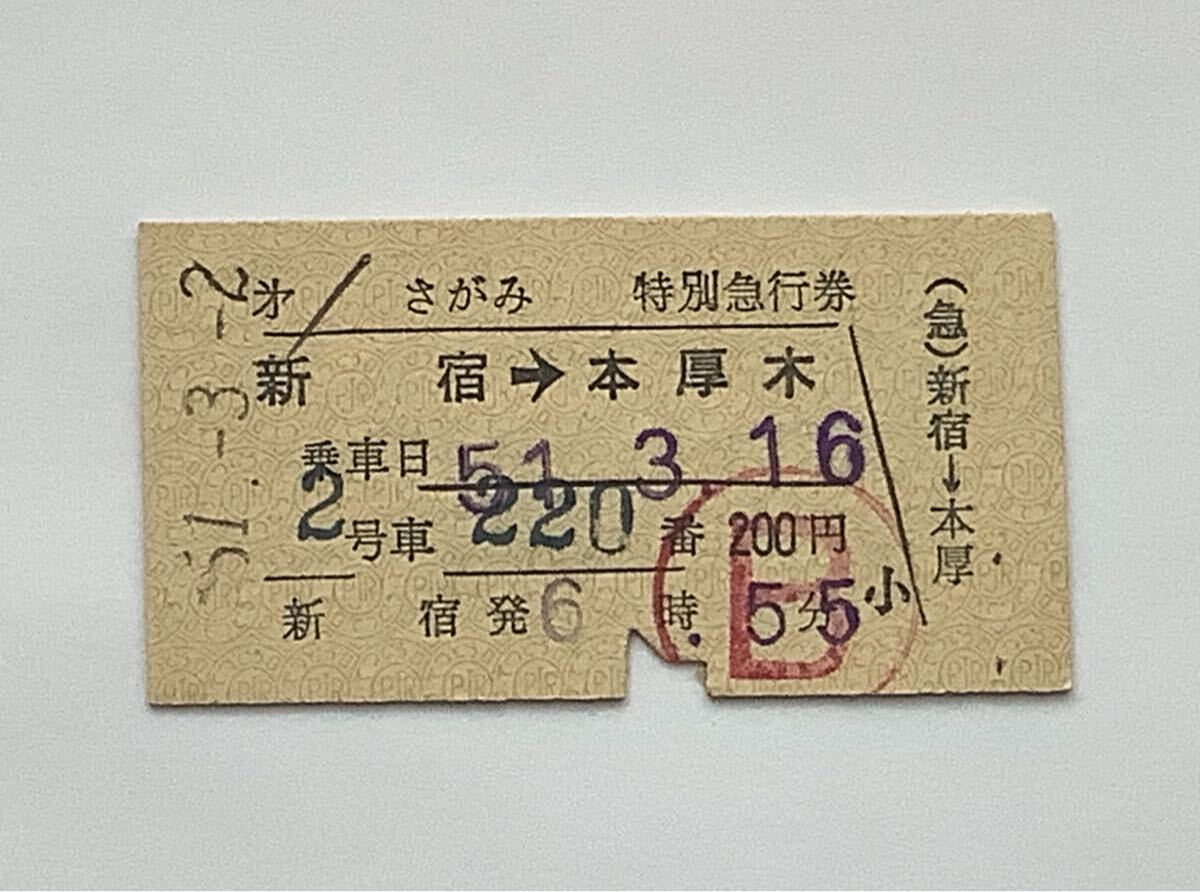 51.-3.-2
㐧 / さがみ 特別急行券
新 宿 → 本 厚 木
乗車日 51. 3. 16
2 号車 220 番 200円
新 宿 発 6 時 55 分 小
B
(急)新宿→本厚